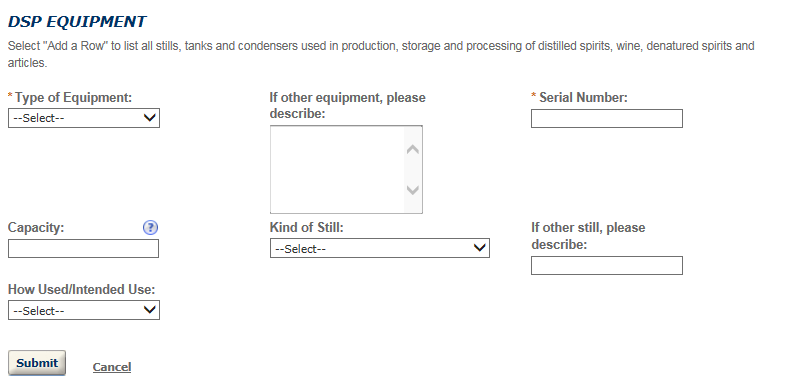 DSP EQUIPMENT
Select "Add a Row" to list all stills, tanks and condensers used in production, storage and processing of distilled spirits, wine, denatured spirits and
articles.
* Type of Equipment:
--Select--
If other equipment, please
describe:
* Serial Number:
Capacity:
?
Kind of Still:
--Select--
If other still, please
describe:
How Used/Intended Use:
--Select--
Submit
Cancel